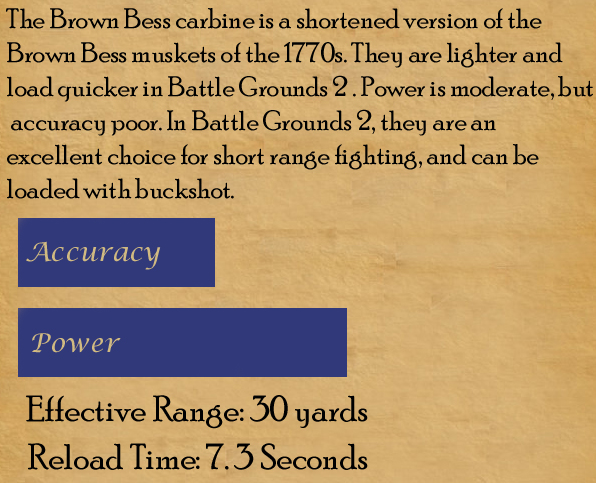 The Brown Bess carbine is a shortened version of the
Brown Bess muskets of the 1770s. They are lighter and
load quicker in Battle Grounds 2 . Power is moderate, but
accuracy poor. In Battle Grounds 2, they are an
excellent choice for short range fighting, and can be
loaded with buckshot.
Accuracy
Power
Effective Range: 30 yards
Reload Time: 7.3 Seconds